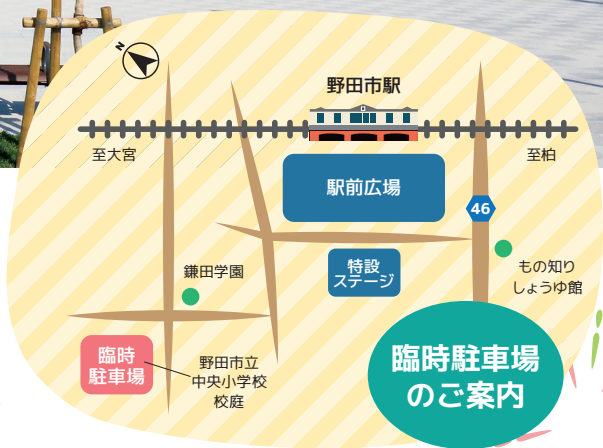 N
野田市駅
至大宮
至柏
駅前広場
46
特設
ステージ
もの知り
しょうゆ館
鎌田学園
臨時
駐車場
野田市立
中央小学校
校庭
臨時駐車場
のご案内